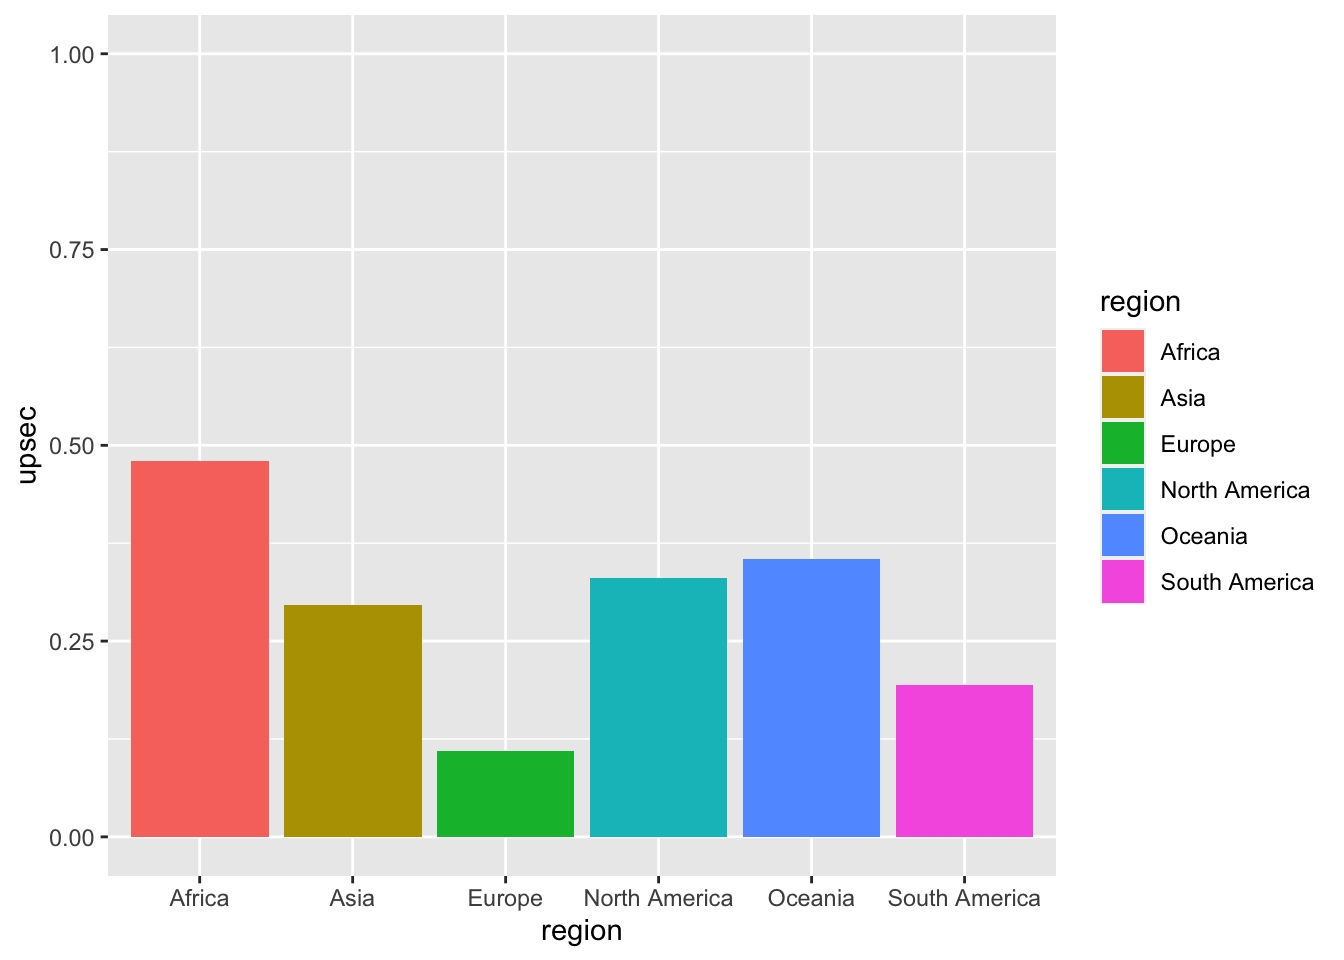 upsec
1.00
0.75
0.50
0.25
0.00
Africa
Asia
Europe
North America
Oceania
South America
region
region
Africa
Asia
Europe
North America
Oceania
South America